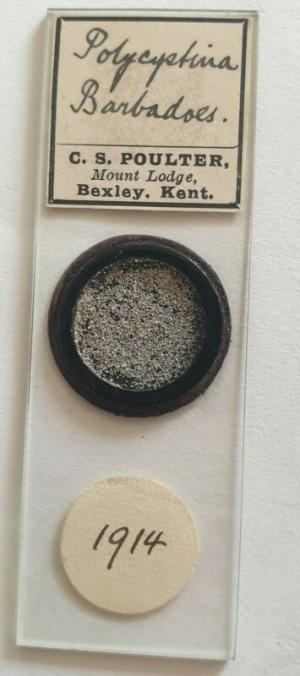 Polycystina
Barbadoes.
C. S. POULTER,
Mount Lodge,
Bexley, Kent.
1914